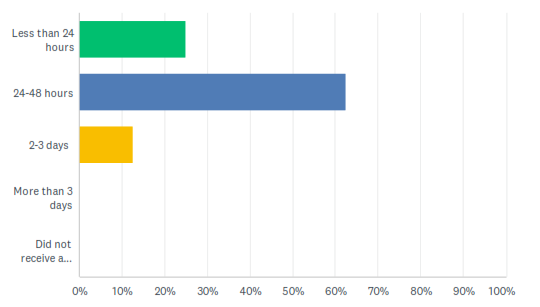 Less than 24
hours
24-48 hours
2-3 days
More than 3
days
Did not
receive a...
0% 10% 20% 30% 40% 50% 60% 70% 80% 90% 100%